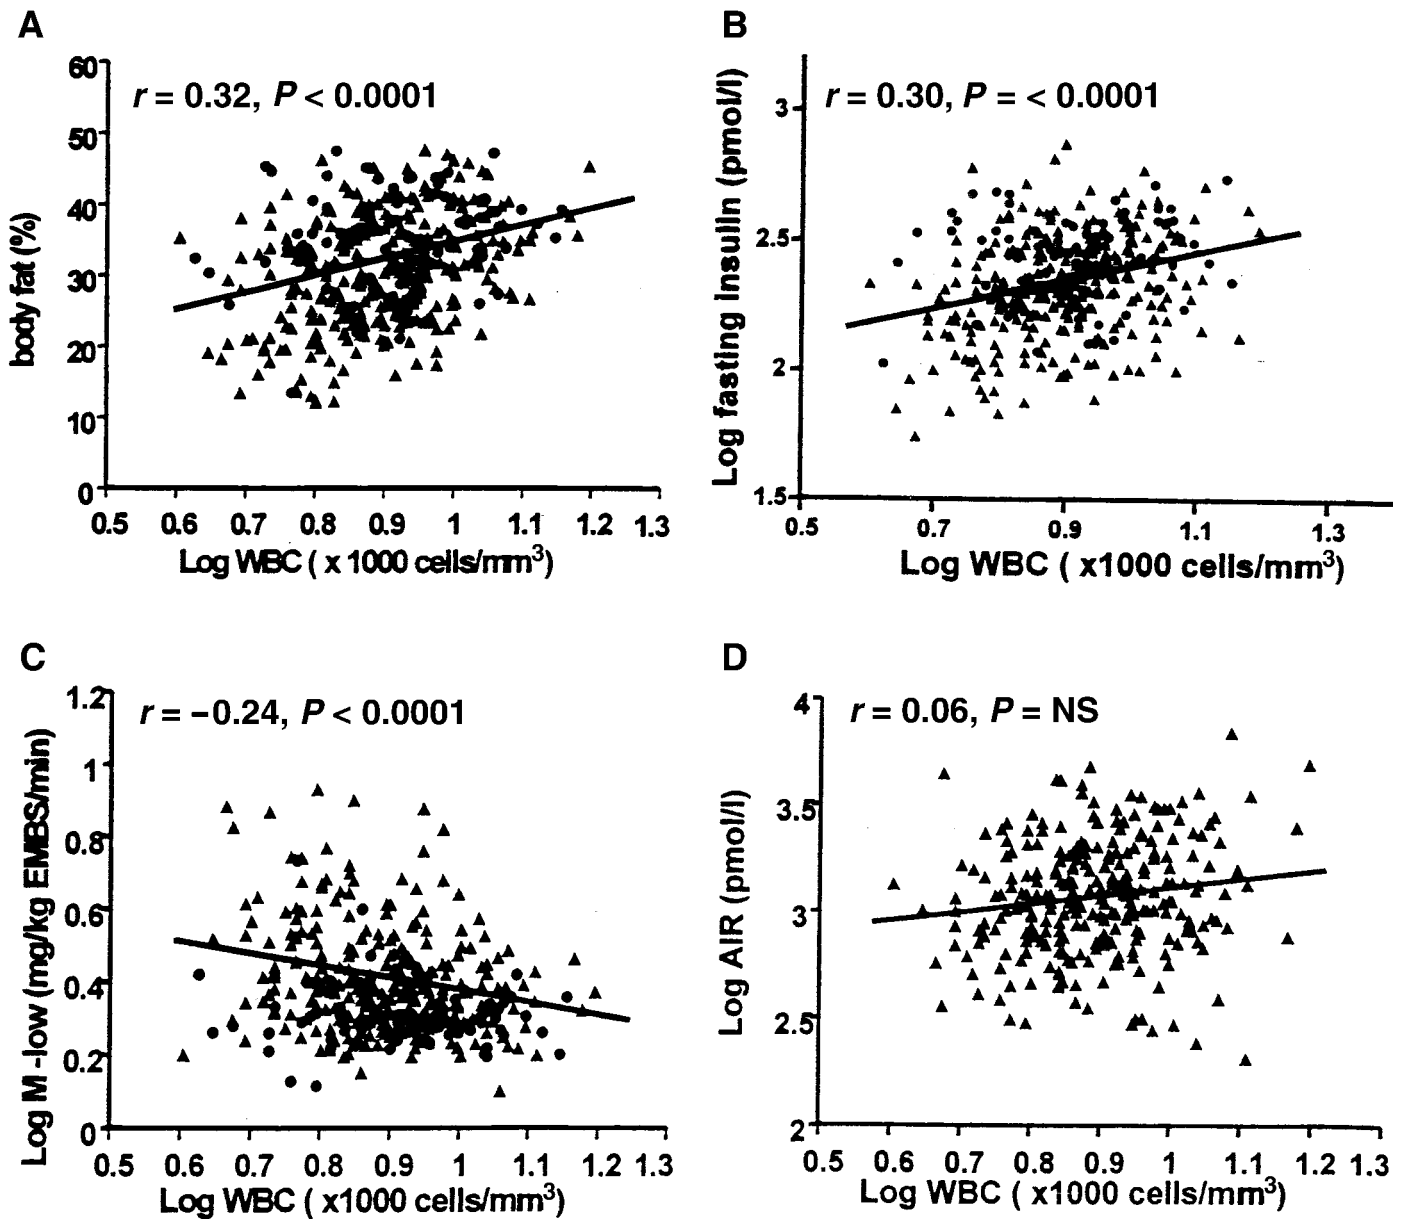 A
r = 0.32, P < 0.0001
body fat (%)
60
50
40
30
20
10
0
0.5 0.6 0.7 0.8 0.9 1 1.1 1.2 1.3
Log WBC ( x 1000 cells/mm³)
B
r = 0.30, P = < 0.0001
Log fasting insulin (pmol/l)
3
2.5
2
1.5
0.5 0.7 0.9 1.1 1.3
Log WBC ( x1000 cells/mm³)
C
r = −0.24, P < 0.0001
Log M -low (mg/kg EMBS/min)
1.2
1
0.8
0.6
0.4
0.2
0
0.5 0.6 0.7 0.8 0.9 1 1.1 1.2 1.3
Log WBC ( x1000 cells/mm³)
D
r = 0.06, P = NS
Log AIR (pmol/l)
4
3.5
3
2.5
2
0.5 0.6 0.7 0.8 0.9 1 1.1 1.2 1.3
Log WBC ( x1000 cells/mm³)